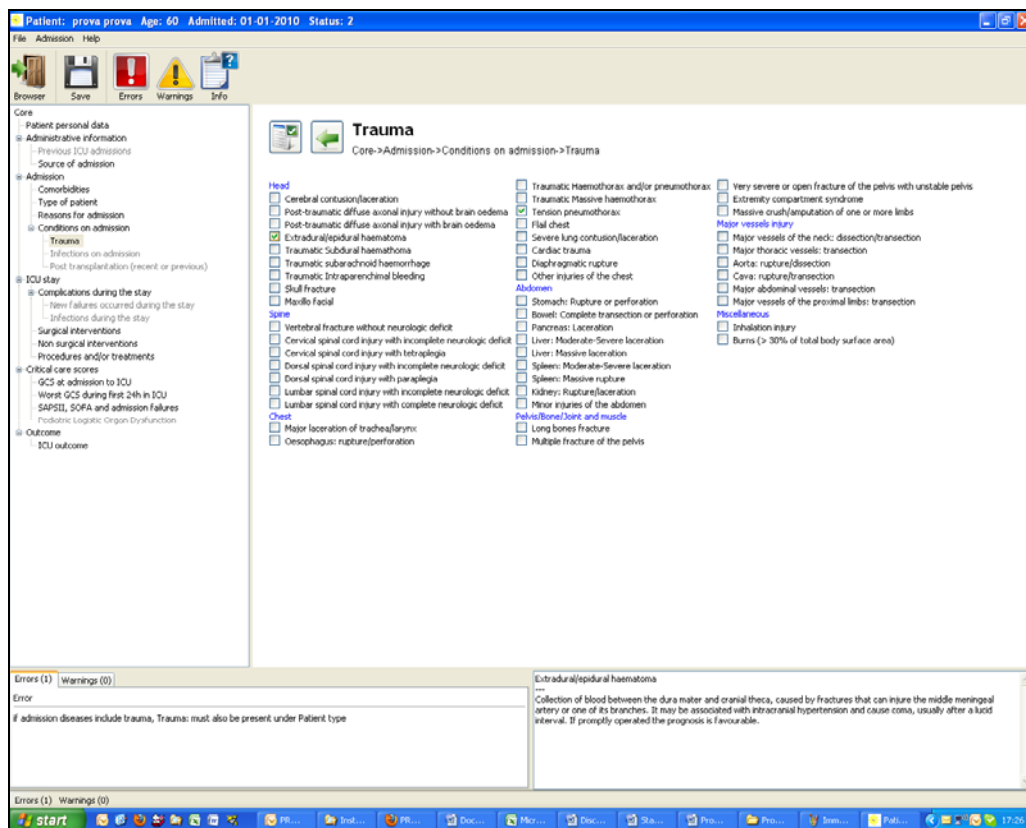 Patient: prova prova Age: 60 Admitted: 01-01-2010 Status: 2
File Admission Help
Browser Save Errors Warnings Info
Core
Patient personal data
Administrative information
Previous ICU admissions
Source of admission
Admission
Comorbidities
Type of patient
Reasons for admission
Conditions on admission
Trauma
Infections on admission
Post transplantation (recent or previous)
ICU stay
Complications during the stay
New failures occurred during the stay
Infections during the stay
Surgical interventions
Non surgical interventions
Procedures and/or treatments
Critical care scores
GCS at admission to ICU
Worst GCS during first 24h in ICU
SAPSII, SOFA and admission failures
Pediatric Logistic Organ Dysfunction
Outcome
ICU outcome
Trauma
Core->Admission->Conditions on admission->Trauma
Head
Cerebral contusion/laceration
Post-traumatic diffuse axonal injury without brain oedema
Post-traumatic diffuse axonal injury with brain oedema
Extradural/epidural haematoma
Traumatic Subdural haemathoma
Traumatic subarachnoid haemorrhage
Traumatic Intraparenchimal bleeding
Skull fracture
Maxillo facial
Spine
Vertebral fracture without neurologic deficit
Cervical spinal cord injury with incomplete neurologic deficit
Cervical spinal cord injury with tetraplegia
Dorsal spinal cord injury with incomplete neurologic deficit
Dorsal spinal cord injury with paraplegia
Lumbar spinal cord injury with incomplete neurologic deficit
Lumbar spinal cord injury with complete neurologic deficit
Chest
Major laceration of trachea/larynx
Oesophagus: rupture/perforation
Traumatic Haemothorax and/or pneumothorax
Traumatic Massive haemothorax
Tension pneumothorax
Flail chest
Severe lung contusion/laceration
Cardiac trauma
Diaphragmatic rupture
Other injuries of the chest
Abdomen
Stomach: Rupture or perforation
Bowel: Complete transection or perforation
Pancreas: Laceration
Liver: Moderate-Severe laceration
Liver: Massive laceration
Spleen: Moderate-Severe laceration
Spleen: Massive rupture
Kidney: Rupture/laceration
Minor injuries of the abdomen
Pelvis/Bone/Joint and muscle
Long bones fracture
Multiple fracture of the pelvis
Very severe or open fracture of the pelvis with unstable pelvis
Extremity compartment syndrome
Massive crush/amputation of one or more limbs
Major vessels injury
Major vessels of the neck: dissection/transection
Major thoracic vessels: transection
Aorta: rupture/dissection
Cava: rupture/transection
Major abdominal vessels: transection
Major vessels of the proximal limbs: transection
Miscellaneous
Inhalation injury
Burns (> 30% of total body surface area)
Errors (1) Warnings (0)
Error
if admission diseases include trauma, Trauma: must also be present under Patient type
Extradural/epidural haematoma
---
Collection of blood between the dura mater and cranial theca, caused by fractures that can injure the middle meningeal
artery or one of its branches. It may be associated with intracranial hypertension and cause coma, usually after a lucid
interval. If promptly operated the prognosis is favourable.
Errors (1) Warnings (0)
start PR... Inst... PR... Doc... Micr... Disc... Sta... Pro... Pro... Imm... Pati... 17:26